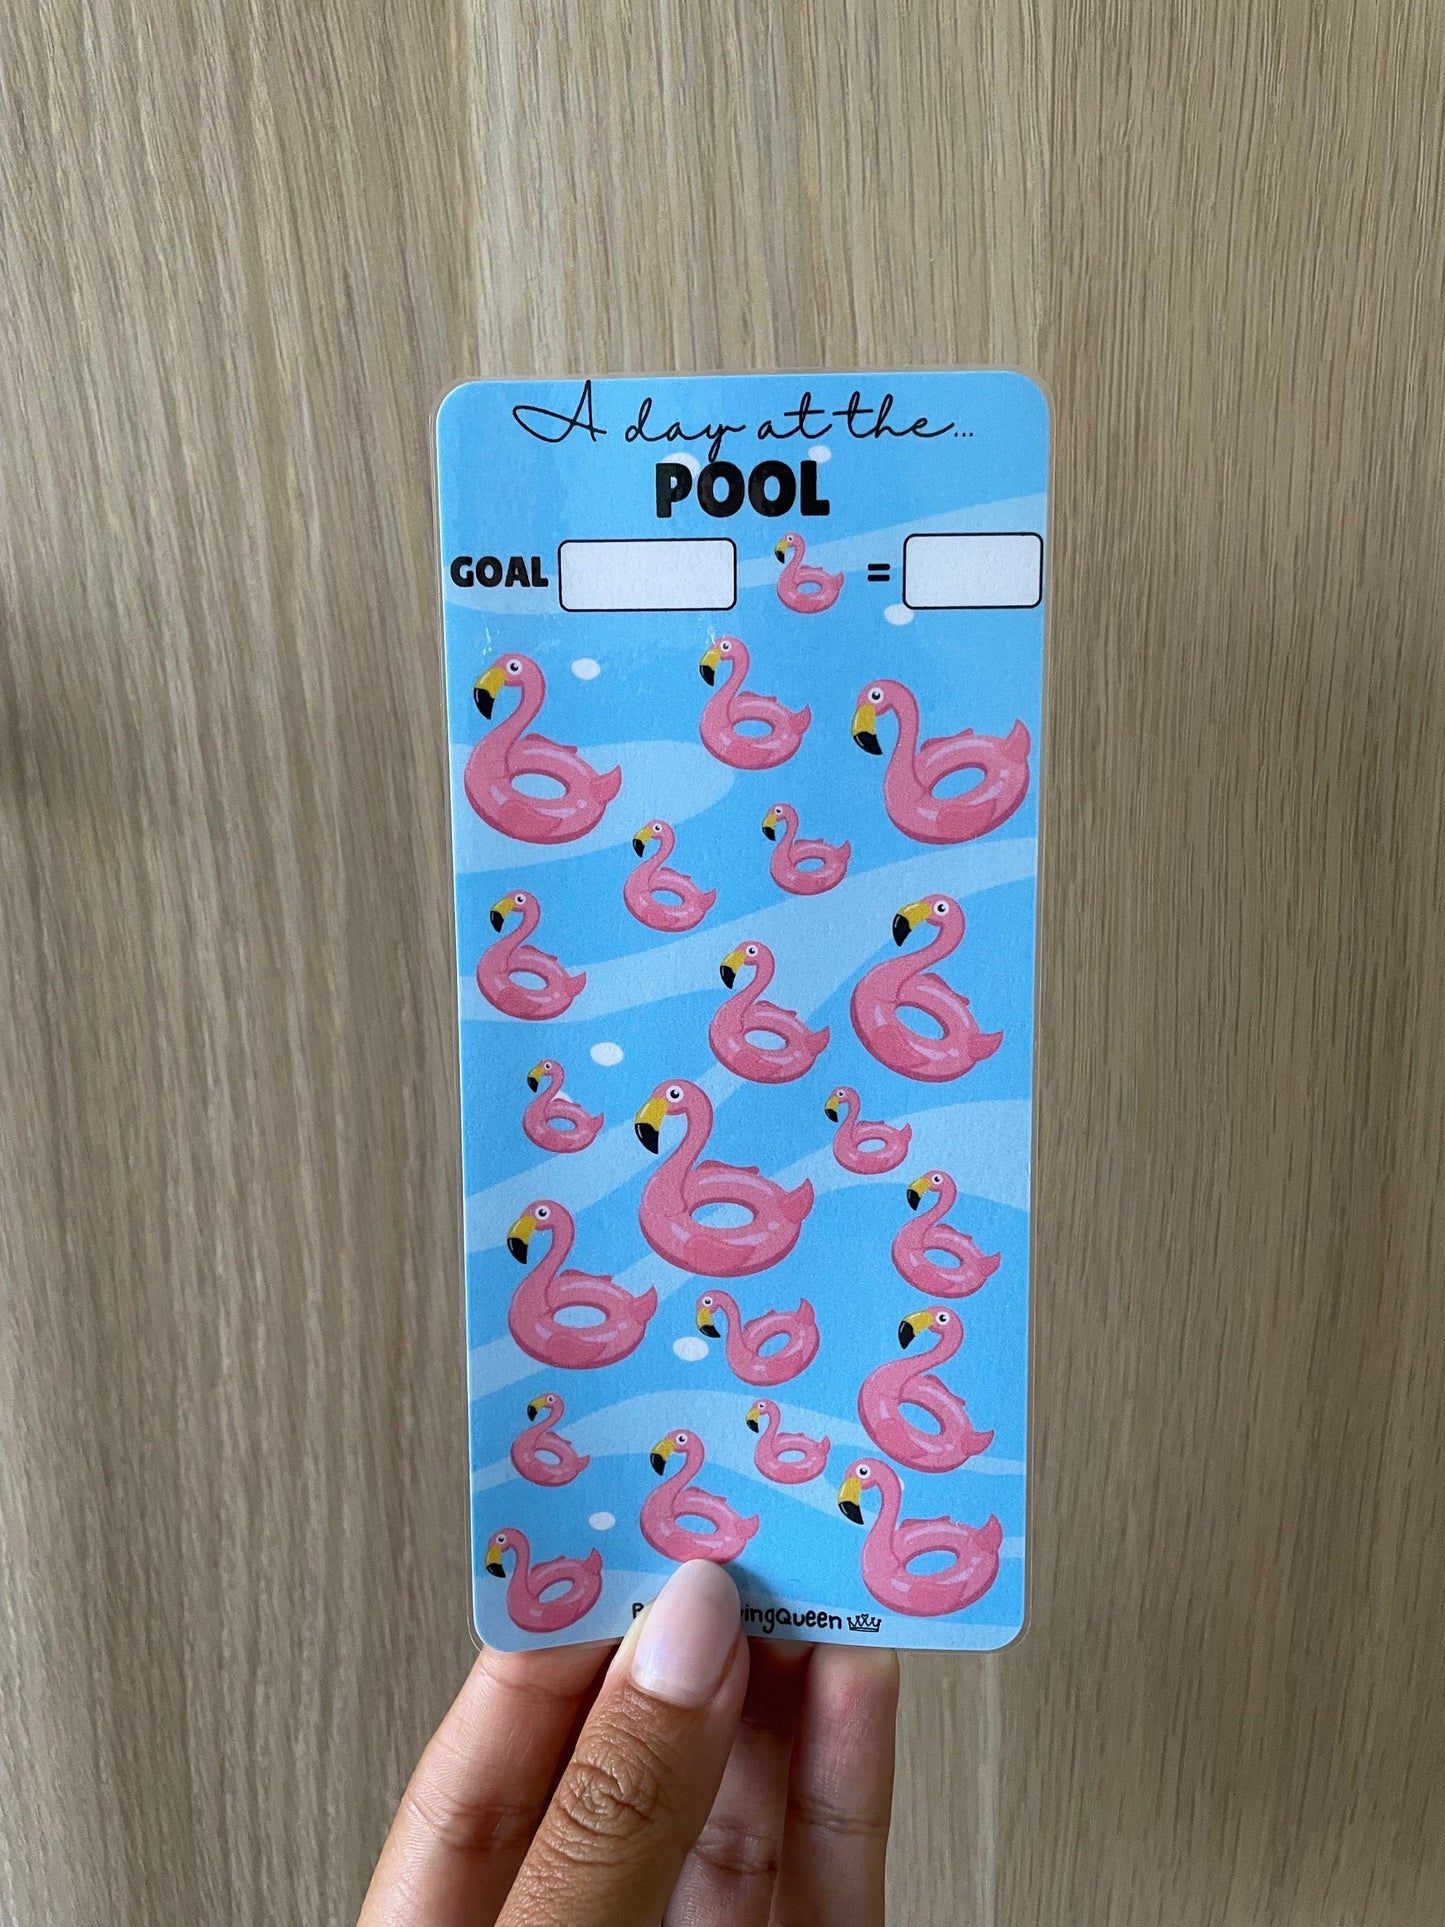 A day at the...
POOL
GOAL =